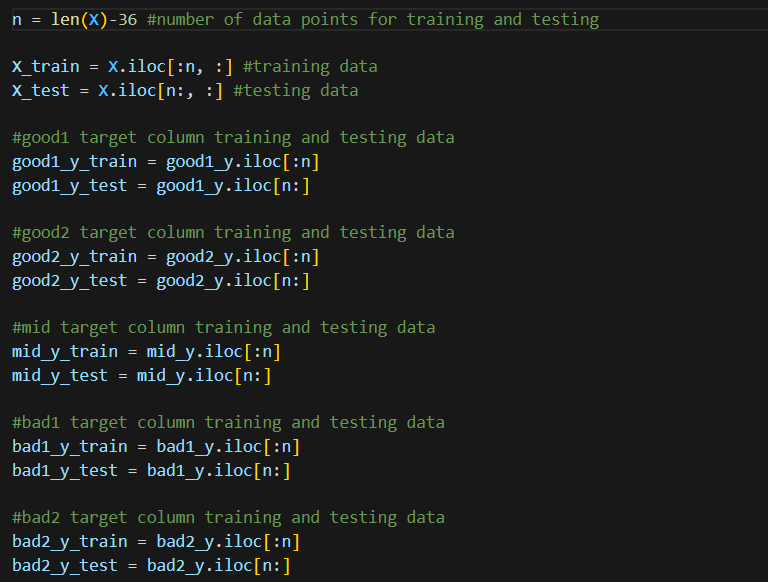 n = len(X)-36 #number of data points for training and testing
X_train = X.iloc[:n, :] #training data
X_test = X.iloc[n:, :] #testing data
#good1 target column training and testing data
good1_y_train = good1_y.iloc[:n]
good1_y_test = good1_y.iloc[n:]
#good2 target column training and testing data
good2_y_train = good2_y.iloc[:n]
good2_y_test = good2_y.iloc[n:]
#mid target column training and testing data
mid_y_train = mid_y.iloc[:n]
mid_y_test = mid_y.iloc[n:]
#bad1 target column training and testing data
bad1_y_train = bad1_y.iloc[:n]
bad1_y_test = bad1_y.iloc[n:]
#bad2 target column training and testing data
bad2_y_train = bad2_y.iloc[:n]
bad2_y_test = bad2_y.iloc[n:]